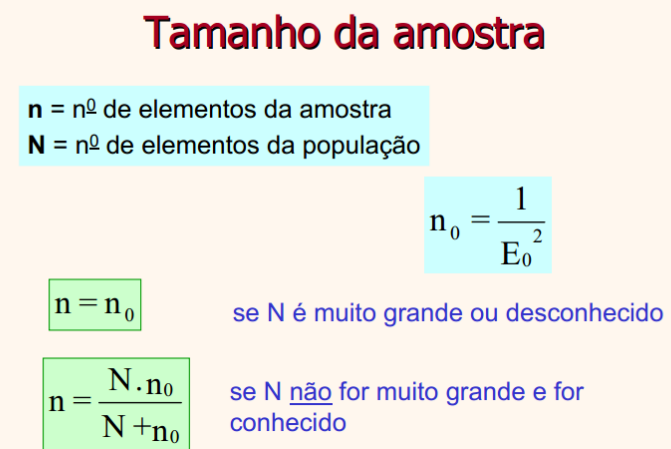 Tamanho da amostra
n = nº de elementos da amostra
N = nº de elementos da população
n₀ = 1 / E₀²
n = n₀
se N é muito grande ou desconhecido
n = N.n₀ / N +n₀
se N não for muito grande e for
conhecido